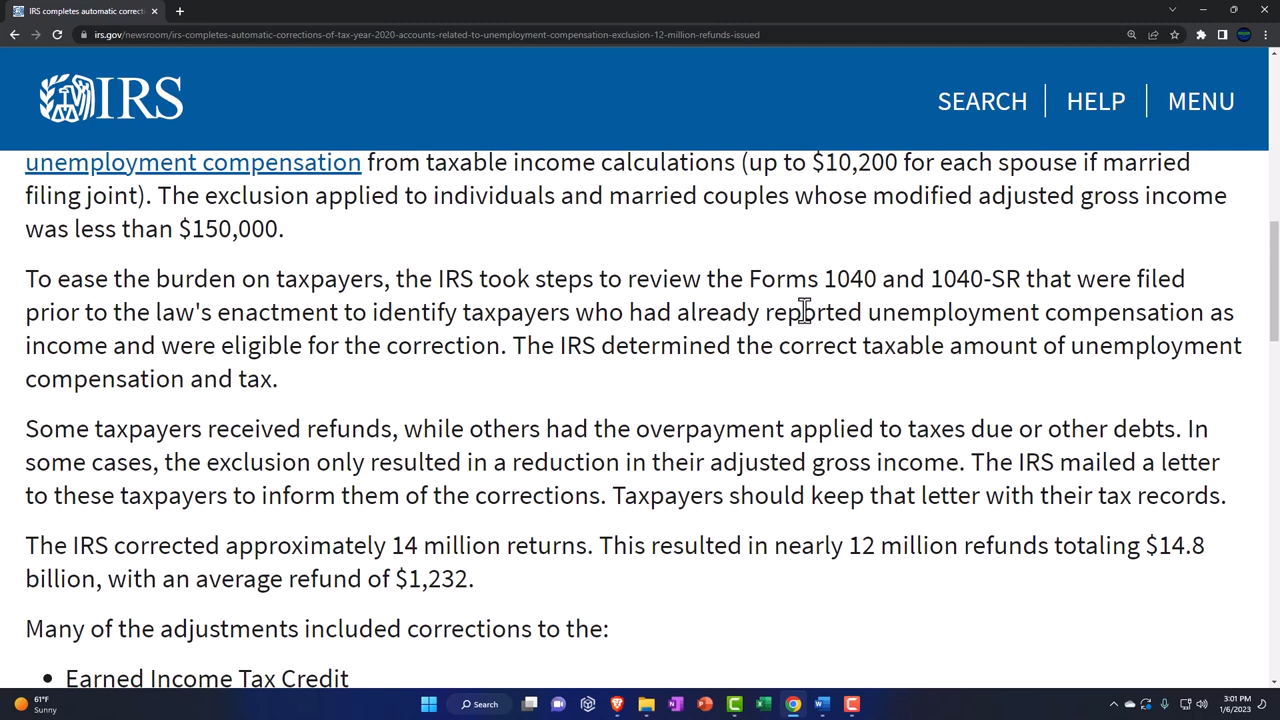 IRS completes automatic correcti
irs.gov/newsroom/irs-completes-automatic-corrections-of-tax-year-2020-accounts-related-to-unemployment-compensation-exclusion-12-million-refunds-issued
IRS
SEARCH
HELP
MENU
unemployment compensation from taxable income calculations (up to $10,200 for each spouse if married
filing joint). The exclusion applied to individuals and married couples whose modified adjusted gross income
was less than $150,000.
To ease the burden on taxpayers, the IRS took steps to review the Forms 1040 and 1040-SR that were filed
prior to the law's enactment to identify taxpayers who had already reported unemployment compensation as
income and were eligible for the correction. The IRS determined the correct taxable amount of unemployment
compensation and tax.
Some taxpayers received refunds, while others had the overpayment applied to taxes due or other debts. In
some cases, the exclusion only resulted in a reduction in their adjusted gross income. The IRS mailed a letter
to these taxpayers to inform them of the corrections. Taxpayers should keep that letter with their tax records.
The IRS corrected approximately 14 million returns. This resulted in nearly 12 million refunds totaling $14.8
billion, with an average refund of $1,232.
Many of the adjustments included corrections to the:
• Earned Income Tax Credit
61°F
Sunny
Search
3:01 PM
1/6/2023